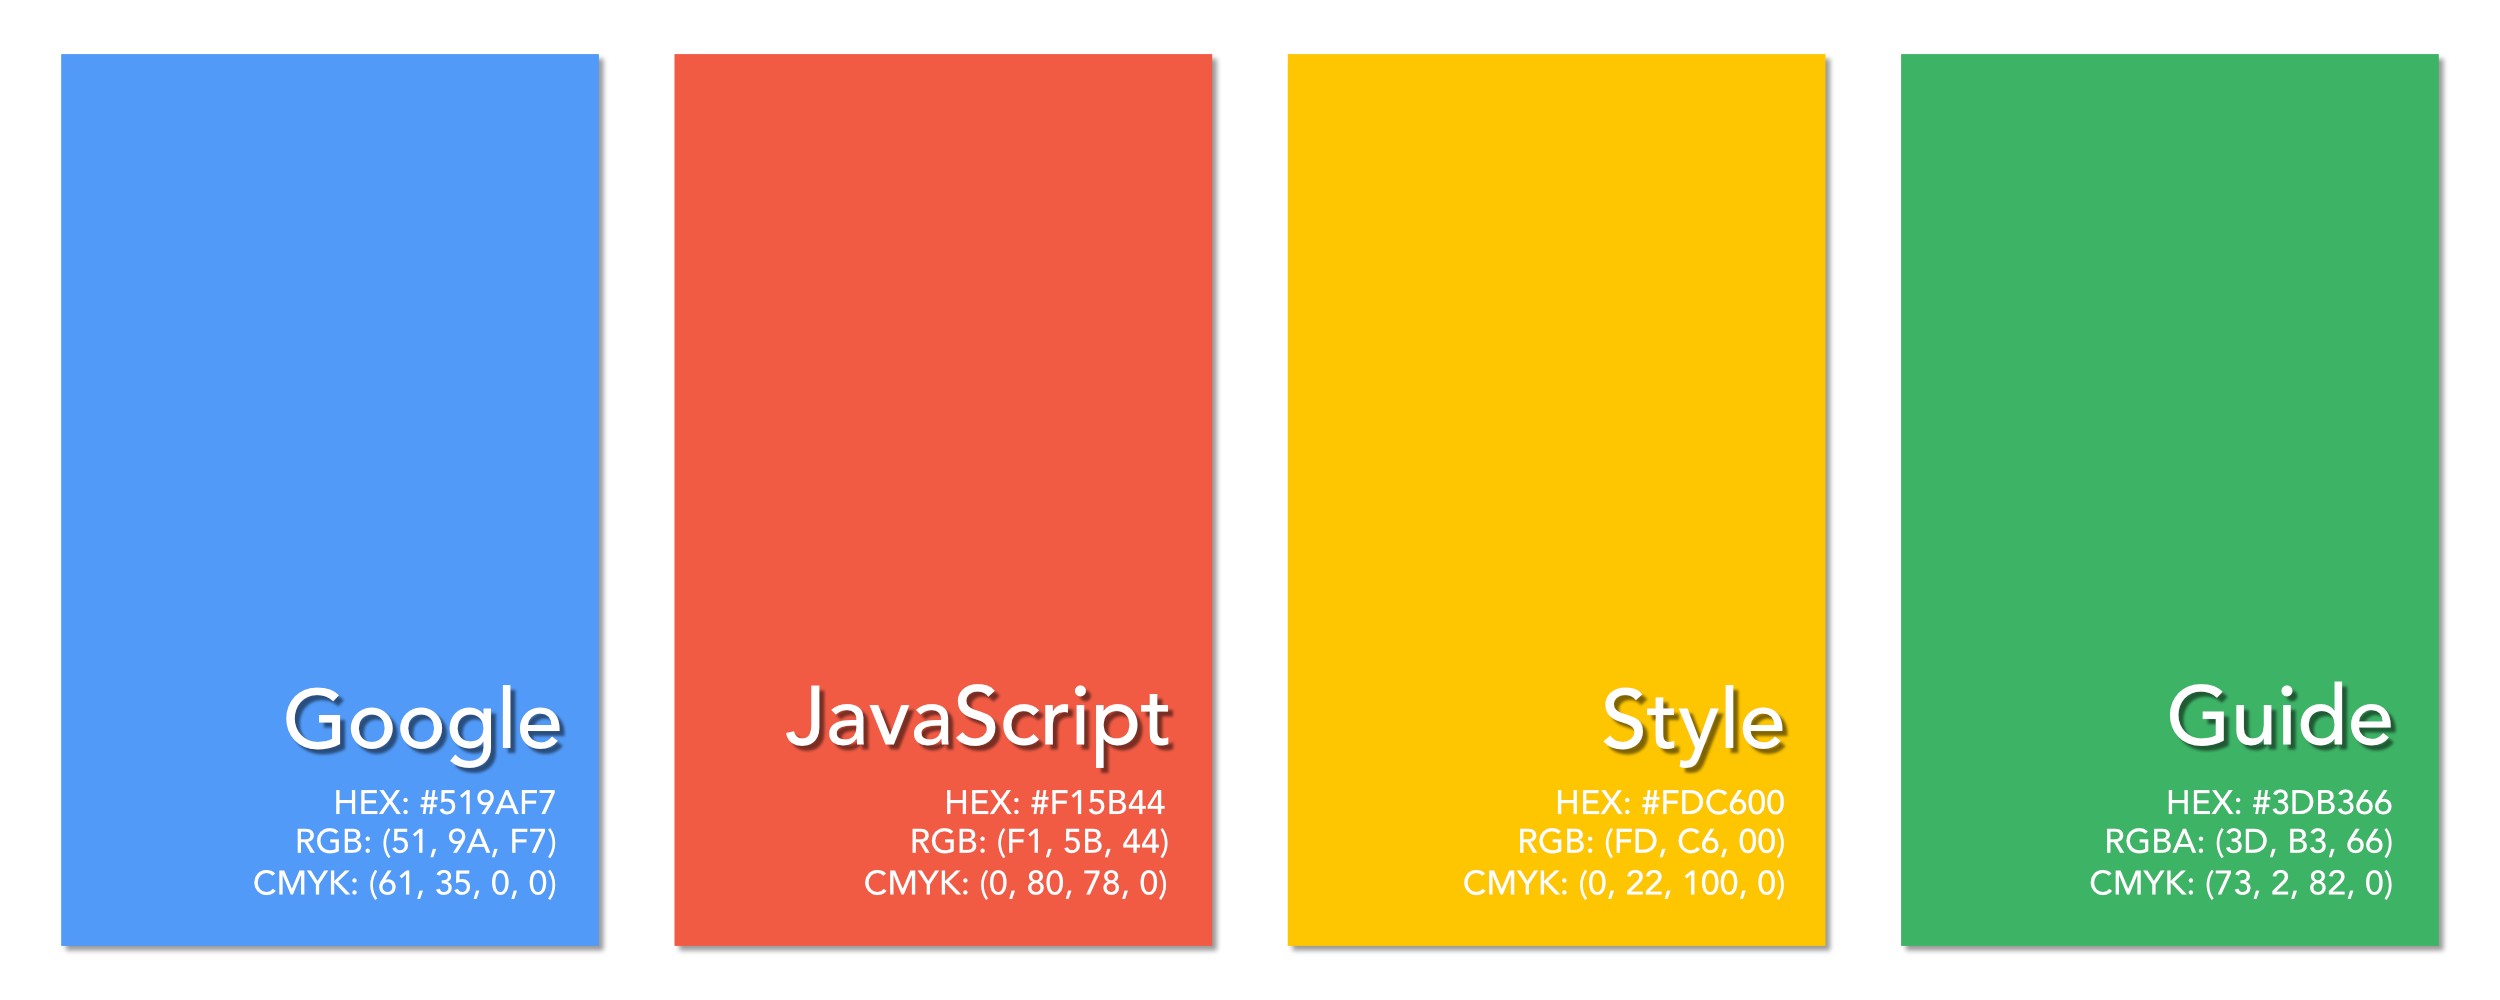 Google
HEX: #519AF7
RGB: (51, 9A, F7)
CMYK: (61, 35, 0, 0)
JavaScript
HEX: #F15B44
RGB: (F1, 5B, 44)
CMYK: (0, 80, 78, 0)
Style
HEX: #FDC600
RGB: (FD, C6, 00)
CMYK: (0, 22, 100, 0)
Guide
HEX: #3DB366
RGBA: (3D, B3, 66)
CMYK: (73, 2, 82, 0)